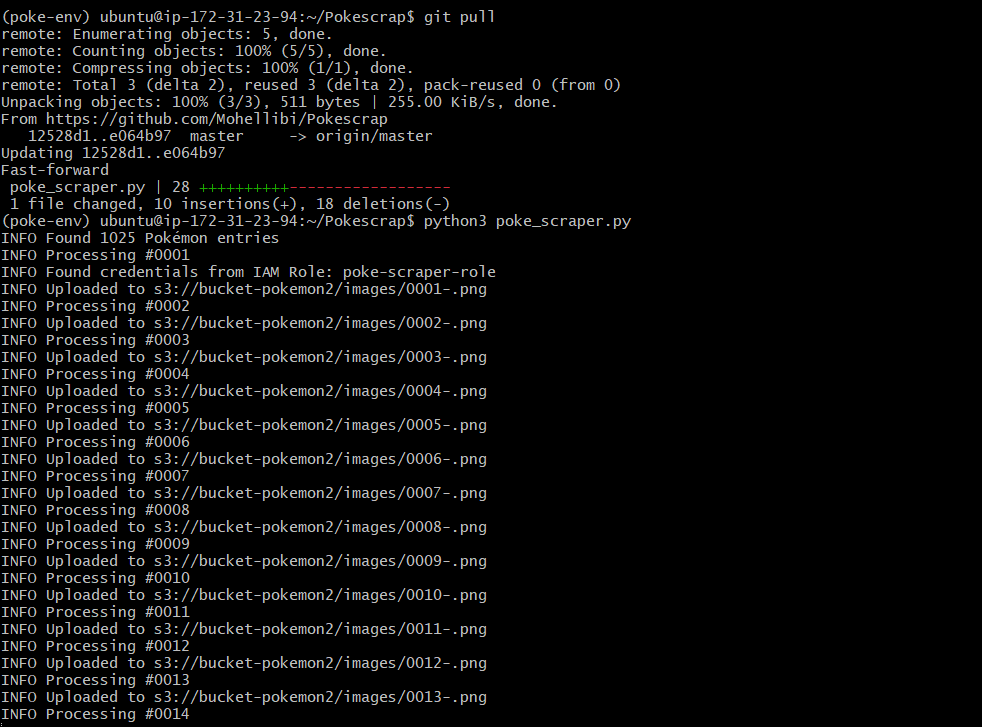 (poke-env) ubuntu@ip-172-31-23-94:~/Pokescrap$ git pull
remote: Enumerating objects: 5, done.
remote: Counting objects: 100% (5/5), done.
remote: Compressing objects: 100% (1/1), done.
remote: Total 3 (delta 2), reused 3 (delta 2), pack-reused 0 (from 0)
Unpacking objects: 100% (3/3), 511 bytes | 255.00 KiB/s, done.
From https://github.com/Mohellibi/Pokescrap
   12528d1..e064b97  master     -> origin/master
Updating 12528d1..e064b97
Fast-forward
 poke_scraper.py | 28 ++++++++++------------------
 1 file changed, 10 insertions(+), 18 deletions(-)
(poke-env) ubuntu@ip-172-31-23-94:~/Pokescrap$ python3 poke_scraper.py
INFO Found 1025 Pokémon entries
INFO Processing #0001
INFO Found credentials from IAM Role: poke-scraper-role
INFO Uploaded to s3://bucket-pokemon2/images/0001-.png
INFO Processing #0002
INFO Uploaded to s3://bucket-pokemon2/images/0002-.png
INFO Processing #0003
INFO Uploaded to s3://bucket-pokemon2/images/0003-.png
INFO Processing #0004
INFO Uploaded to s3://bucket-pokemon2/images/0004-.png
INFO Processing #0005
INFO Uploaded to s3://bucket-pokemon2/images/0005-.png
INFO Processing #0006
INFO Uploaded to s3://bucket-pokemon2/images/0006-.png
INFO Processing #0007
INFO Uploaded to s3://bucket-pokemon2/images/0007-.png
INFO Processing #0008
INFO Uploaded to s3://bucket-pokemon2/images/0008-.png
INFO Processing #0009
INFO Uploaded to s3://bucket-pokemon2/images/0009-.png
INFO Processing #0010
INFO Uploaded to s3://bucket-pokemon2/images/0010-.png
INFO Processing #0011
INFO Uploaded to s3://bucket-pokemon2/images/0011-.png
INFO Processing #0012
INFO Uploaded to s3://bucket-pokemon2/images/0012-.png
INFO Processing #0013
INFO Uploaded to s3://bucket-pokemon2/images/0013-.png
INFO Processing #0014